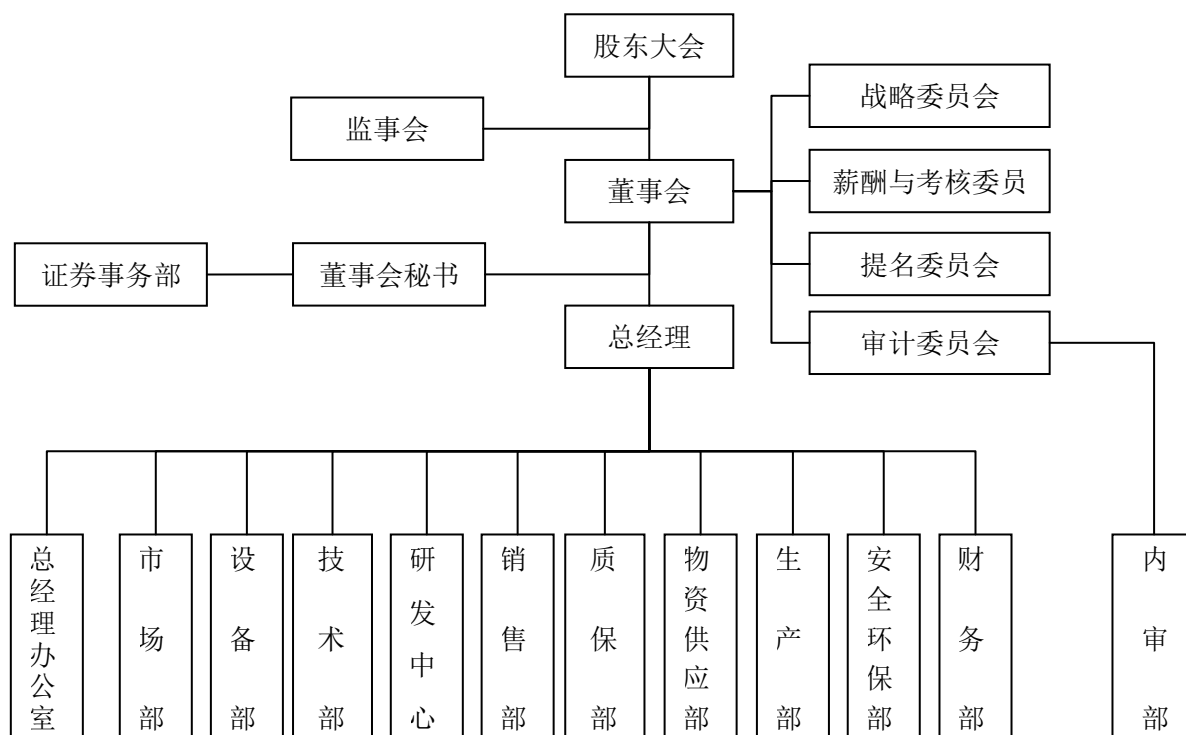 股东大会
战略委员会
监事会
薪酬与考核委员
董事会
提名委员会
证券事务部
董事会秘书
总经理
审计委员会
总经理办公室
市场部
设备部
技术部
研发中心
销售部
质保部
物资供应部
生产部
安全环保部
财务部
内审部